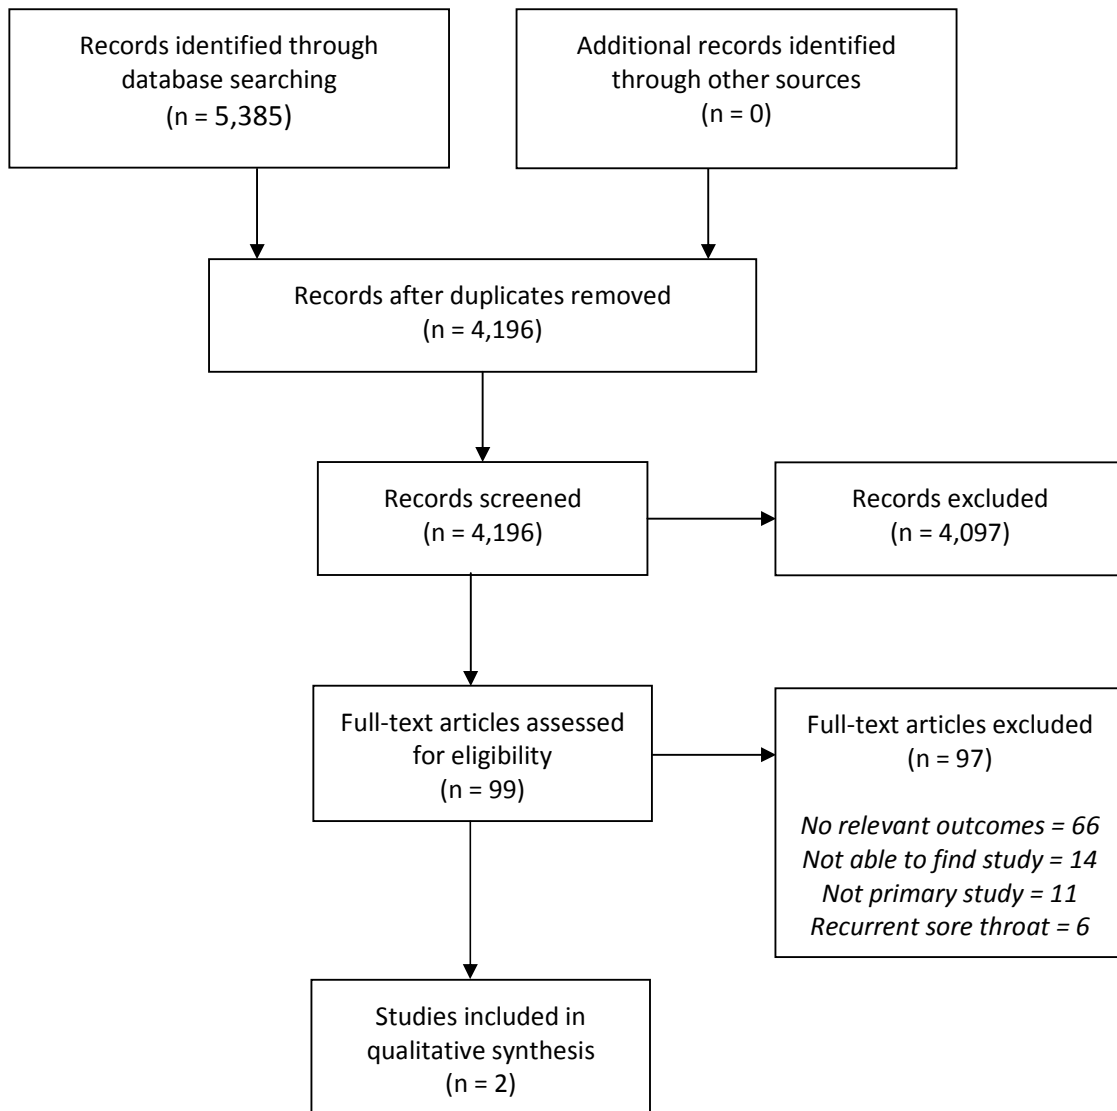 Records identified through
database searching
(n = 5,385)
Additional records identified
through other sources
(n = 0)
Records after duplicates removed
(n = 4,196)
Records screened
(n = 4,196)
Records excluded
(n = 4,097)
Full-text articles assessed
for eligibility
(n = 99)
Full-text articles excluded
(n = 97)
No relevant outcomes = 66
Not able to find study = 14
Not primary study = 11
Recurrent sore throat = 6
Studies included in
qualitative synthesis
(n = 2)